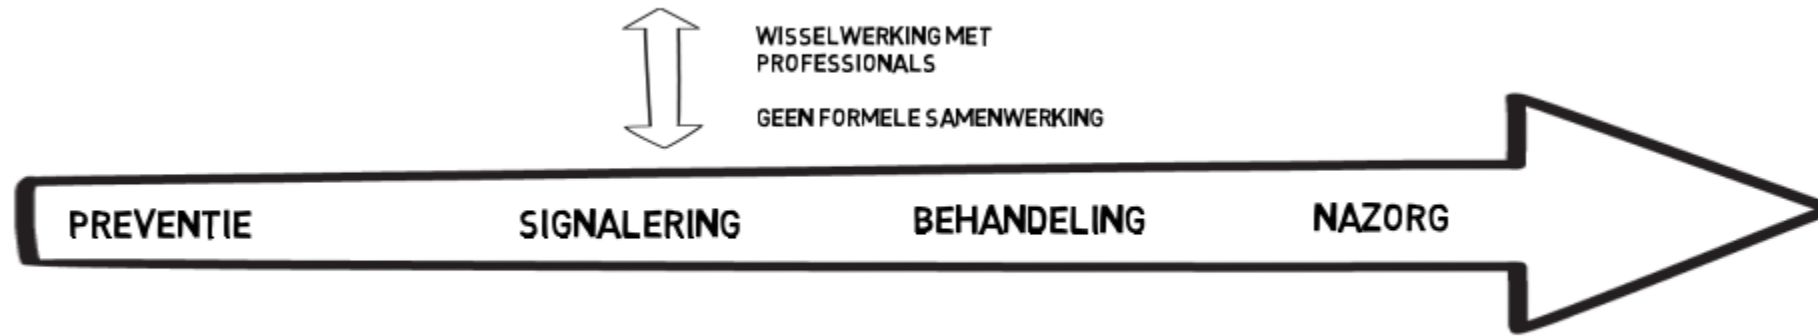 WISSELWERKING MET
PROFESSIONALS
GEEN FORMELE SAMENWERKING
PREVENTIE
SIGNALERING
BEHANDELING
NAZORG